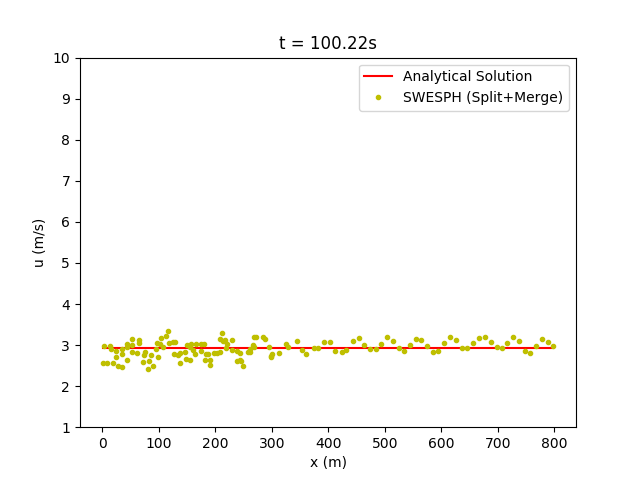 t = 100.22s
Analytical Solution
SWESPH (Split+Merge)
10
9
8
7
6
5
4
3
2
1
u (m/s)
0 100 200 300 400 500 600 700 800
x (m)